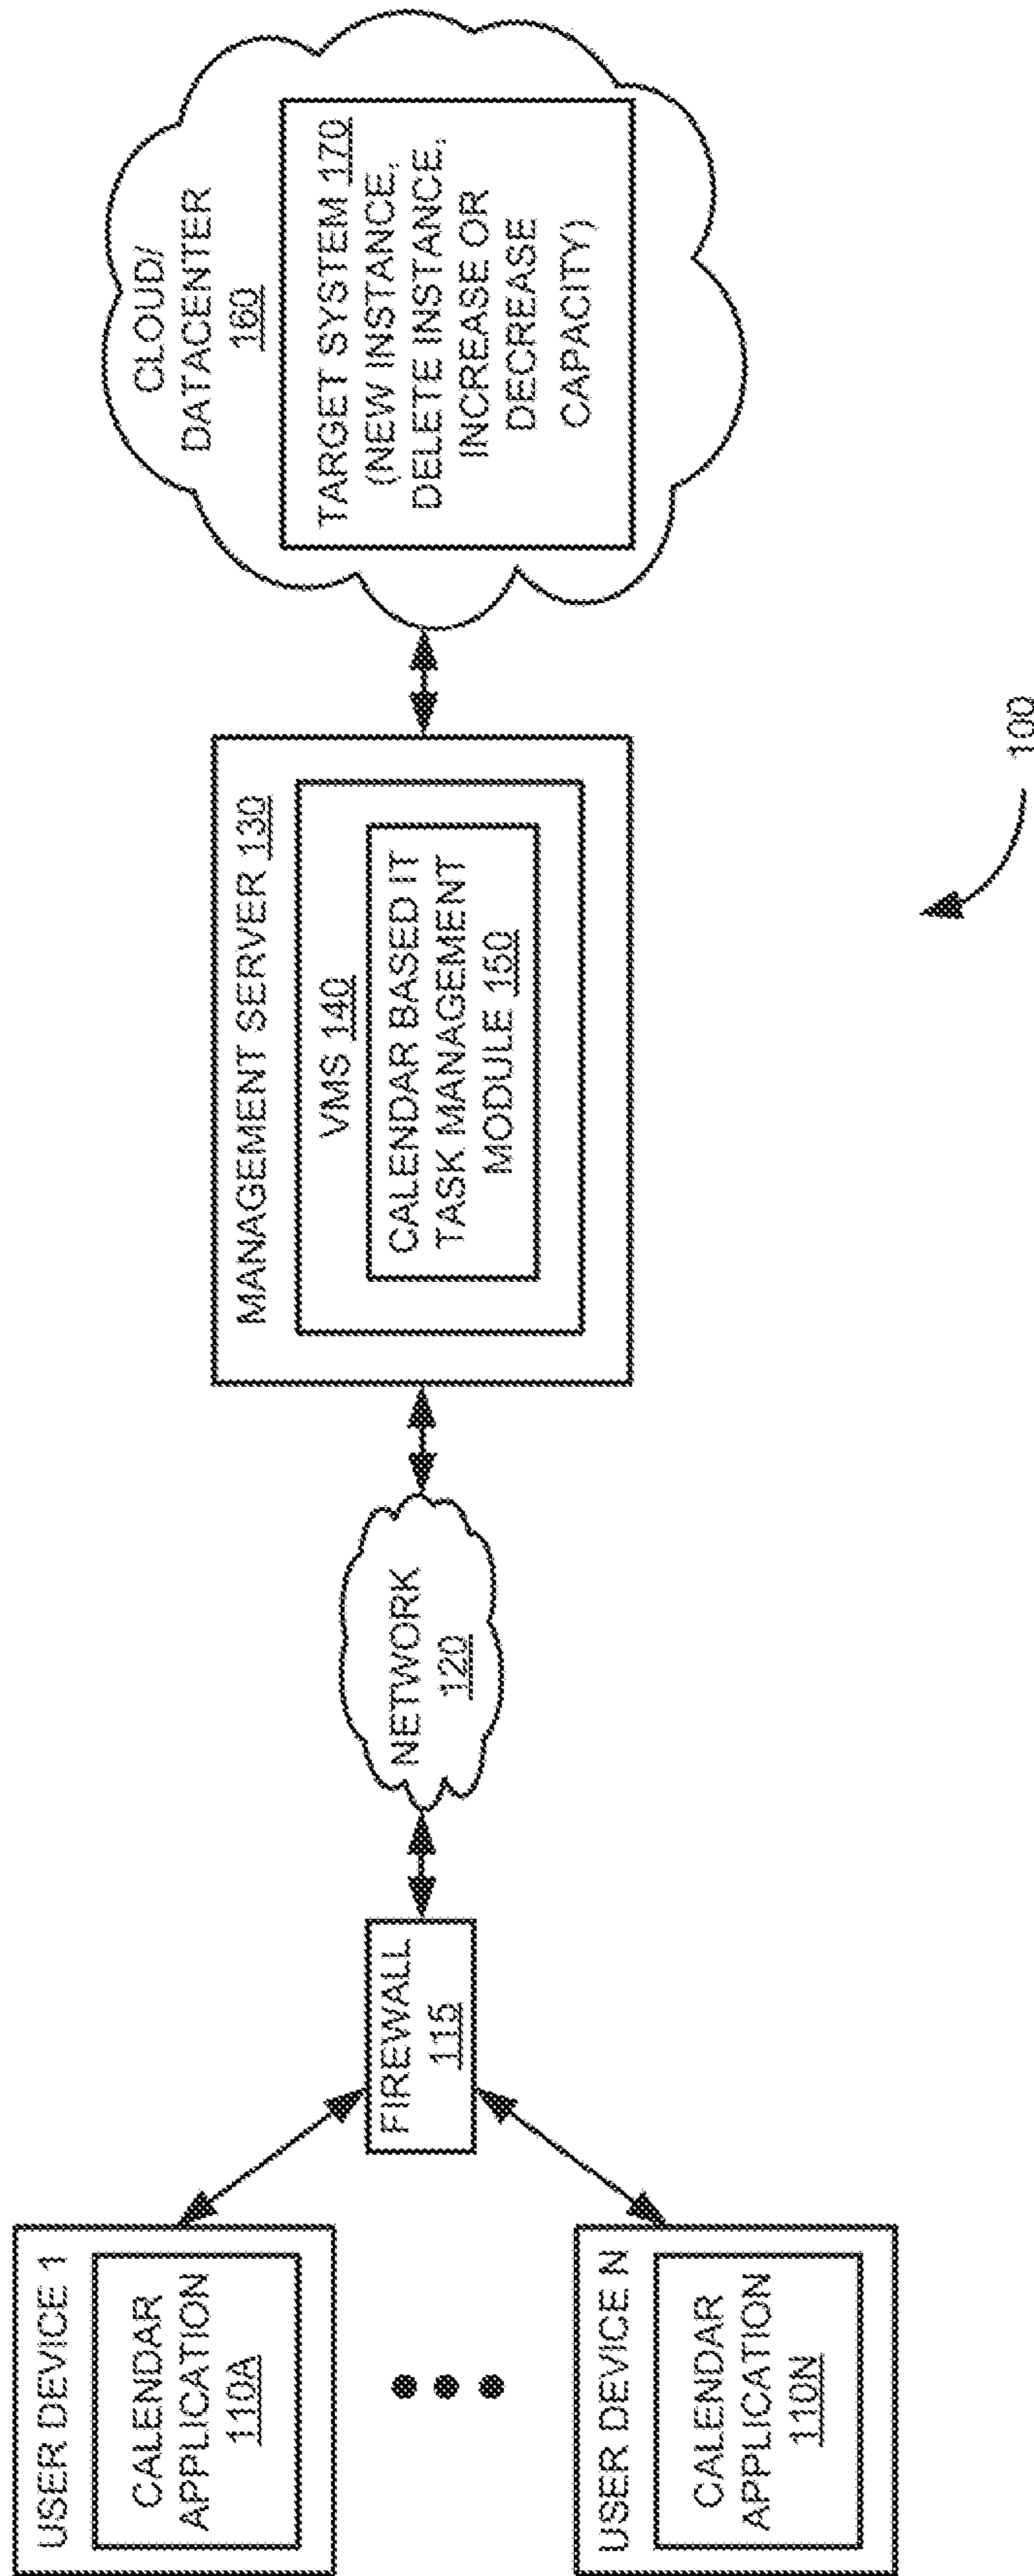 USER DEVICE 1
CALENDAR
APPLICATION
110A
USER DEVICE N
CALENDAR
APPLICATION
110N
FIREWALL
115
NETWORK
120
MANAGEMENT SERVER 130
VMS 140
CALENDAR BASED IT
TASK MANAGEMENT
MODULE 150
CLOUD/
DATACENTER
160
TARGET SYSTEM 170
(NEW INSTANCE,
DELETE INSTANCE,
INCREASE OR
DECREASE
CAPACITY)
100